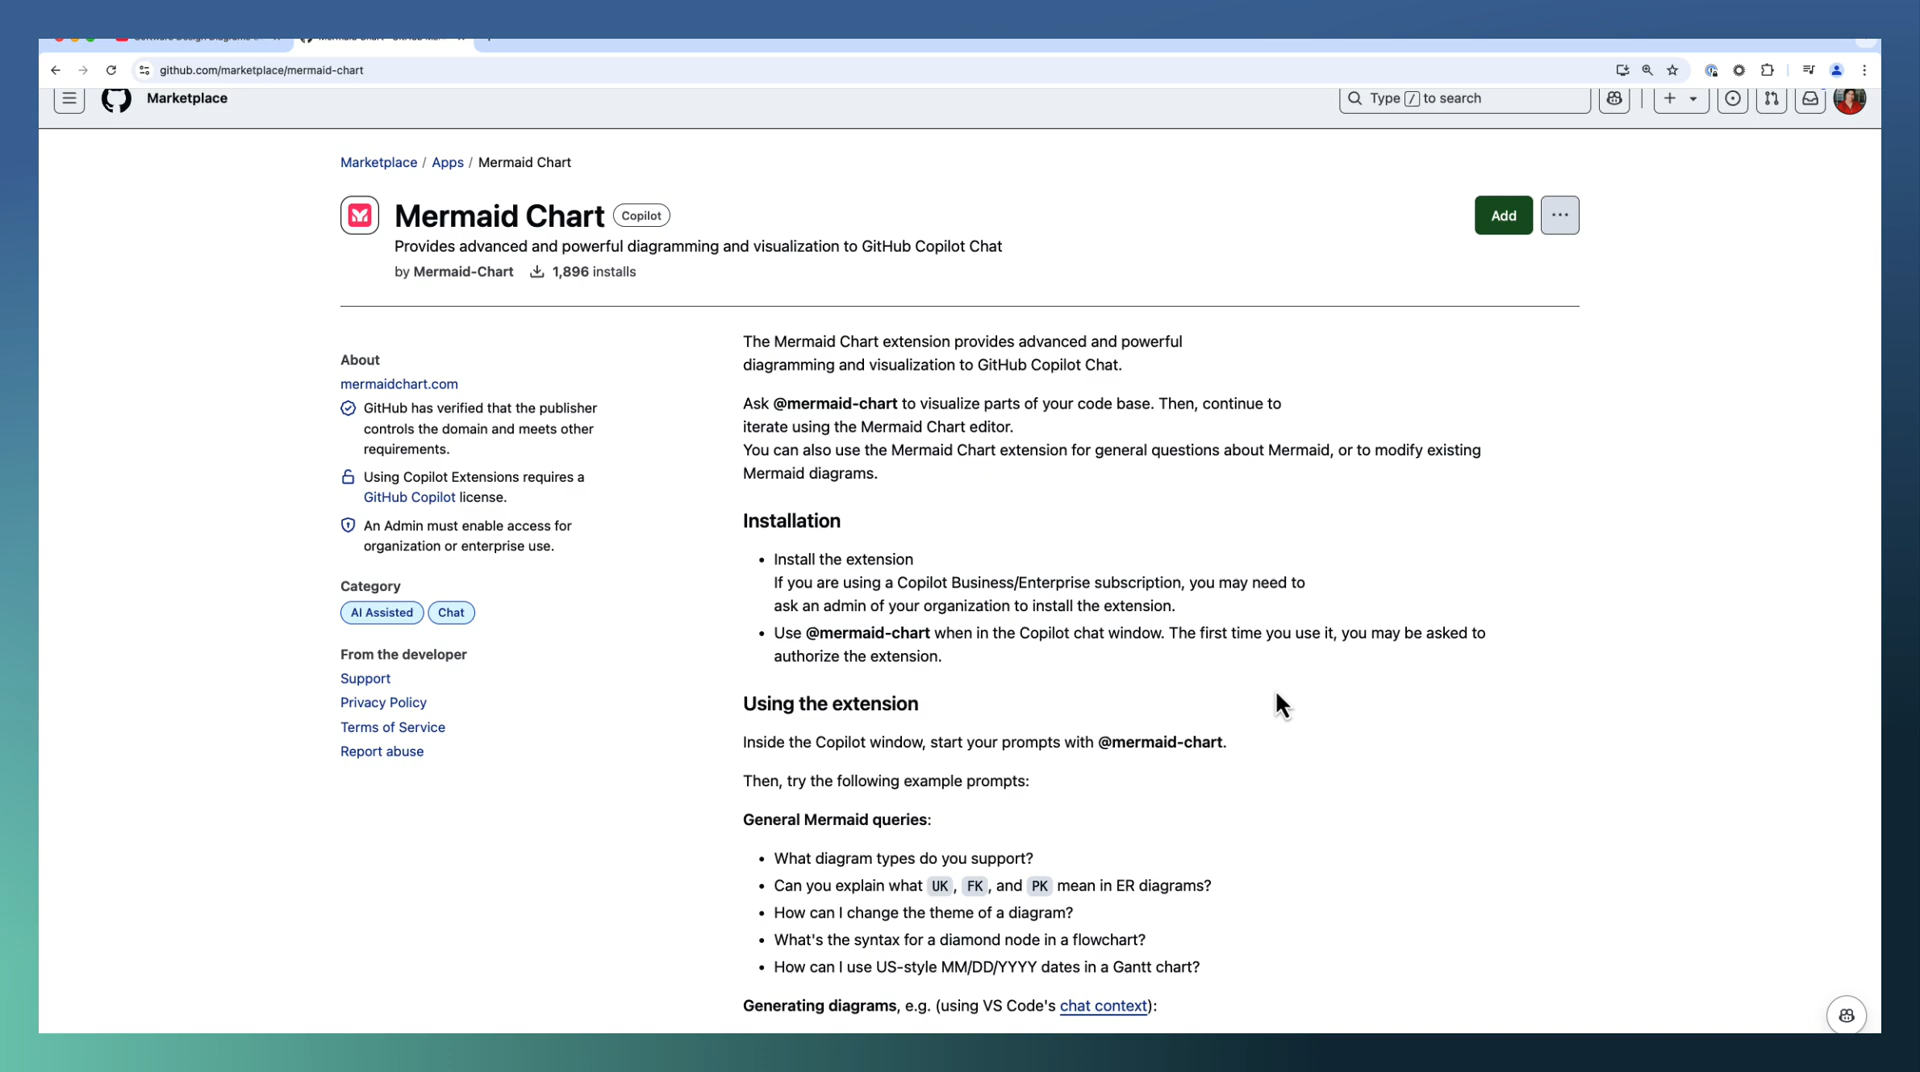 github.com/marketplace/mermaid-chart
Marketplace
Type / to search
Marketplace / Apps / Mermaid Chart
Mermaid Chart Copilot
Add
Provides advanced and powerful diagramming and visualization to GitHub Copilot Chat
by Mermaid-Chart 1,896 installs
About
mermaidchart.com
GitHub has verified that the publisher
controls the domain and meets other
requirements.
Using Copilot Extensions requires a
GitHub Copilot license.
An Admin must enable access for
organization or enterprise use.
Category
AI Assisted Chat
From the developer
Support
Privacy Policy
Terms of Service
Report abuse
The Mermaid Chart extension provides advanced and powerful
diagramming and visualization to GitHub Copilot Chat.
Ask @mermaid-chart to visualize parts of your code base. Then, continue to
iterate using the Mermaid Chart editor.
You can also use the Mermaid Chart extension for general questions about Mermaid, or to modify existing
Mermaid diagrams.
Installation
• Install the extension
If you are using a Copilot Business/Enterprise subscription, you may need to
ask an admin of your organization to install the extension.
• Use @mermaid-chart when in the Copilot chat window. The first time you use it, you may be asked to
authorize the extension.
Using the extension
Inside the Copilot window, start your prompts with @mermaid-chart.
Then, try the following example prompts:
General Mermaid queries:
• What diagram types do you support?
• Can you explain what UK, FK, and PK mean in ER diagrams?
• How can I change the theme of a diagram?
• What's the syntax for a diamond node in a flowchart?
• How can I use US-style MM/DD/YYYY dates in a Gantt chart?
Generating diagrams, e.g. (using VS Code's chat context):